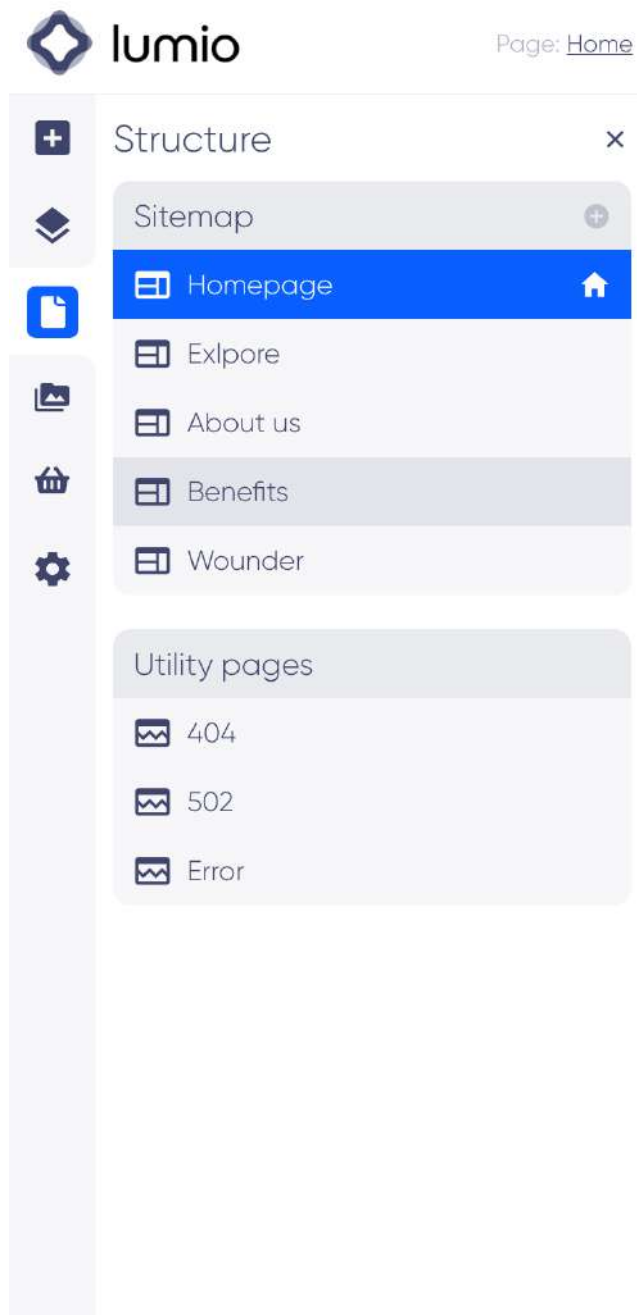 lumio
Page: Home
Structure
Sitemap
Homepage
Exlpore
About us
Benefits
Wounder
Utility pages
404
502
Error